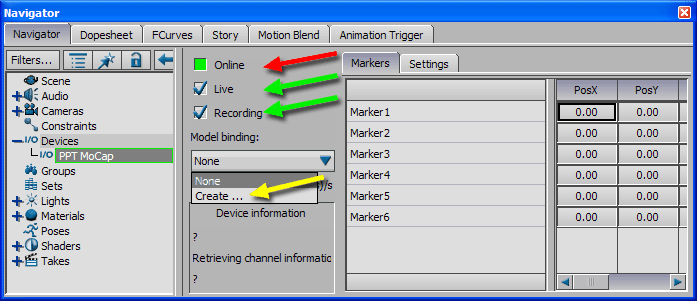 Navigator
Navigator Dopesheet FCurves Story Motion Blend Animation Trigger
Filters...
Scene
Audio
Cameras
Constraints
I/O Devices
I/O PPT MoCap
Groups
Sets
Lights
Materials
Poses
Shaders
Takes
Online
Live
Recording
Model binding:
None
None
Create ...
)/s
Device information
?
Retrieving channel informatio
?
Markers Settings
PosX PosY
Marker1 0.00 0.00
Marker2 0.00 0.00
Marker3 0.00 0.00
Marker4 0.00 0.00
Marker5 0.00 0.00
Marker6 0.00 0.00